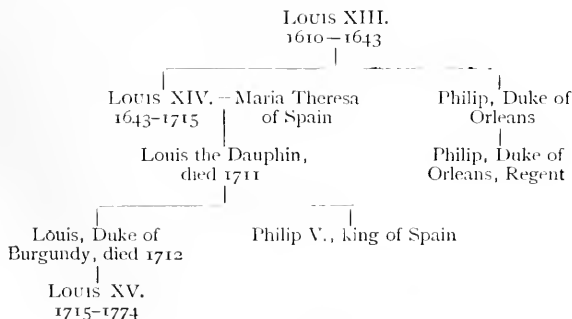 LOUIS XIII.
1610–1643
LOUIS XIV. – Maria Theresa
1643–1715 of Spain
Philip, Duke of
Orleans
Louis the Dauphin,
died 1711
Philip, Duke of
Orleans, Regent
Louis, Duke of
Burgundy, died 1712
Philip V., king of Spain
LOUIS XV.
1715–1774